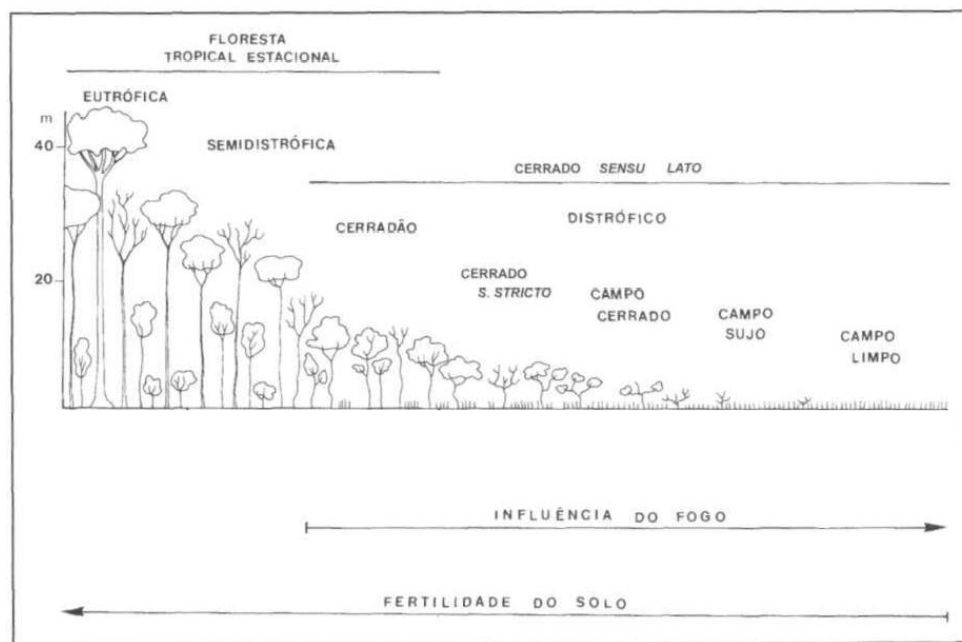 FLORESTA
TROPICAL ESTACIONAL
EUTRÓFICA
m
40
SEMIDISTRÓFICA
CERRADO SENSU LATO
CERRADÃO
DISTRÓFICO
20
CERRADO
S. STRICTO
CAMPO
CERRADO
CAMPO
SUJO
CAMPO
LIMPO
INFLUÊNCIA DO FOGO
FERTILIDADE DO SOLO